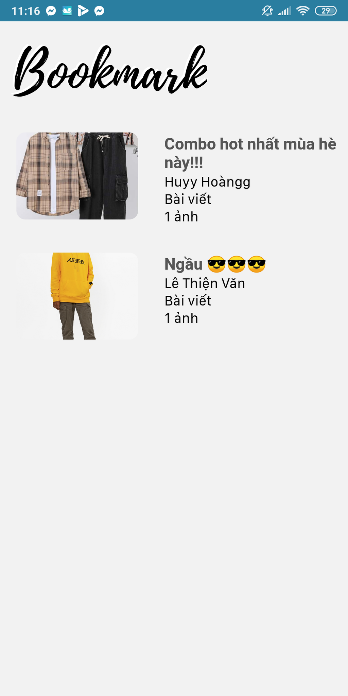 11:16
29
Bookmark
Combo hot nhất mùa hè
này!!!
Huyy Hoàngg
Bài viết
1 ảnh
Ngầu 😎😎😎
Lê Thiện Văn
Bài viết
1 ảnh